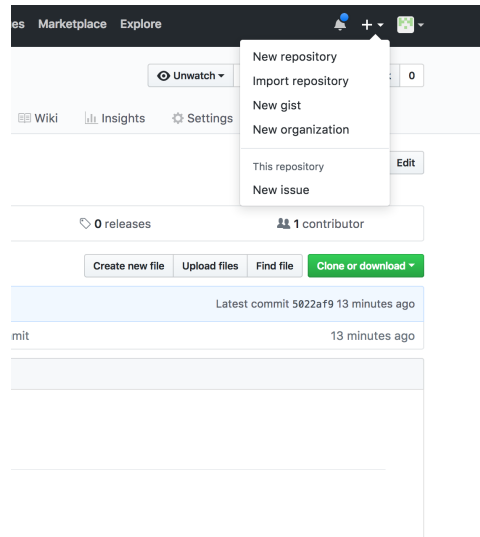 es Marketplace Explore
New repository
Import repository
New gist
New organization
This repository
New issue
Unwatch
0
Wiki Insights Settings
Edit
0 releases 1 contributor
Create new file Upload files Find file Clone or download
Latest commit 5022af9 13 minutes ago
mit 13 minutes ago